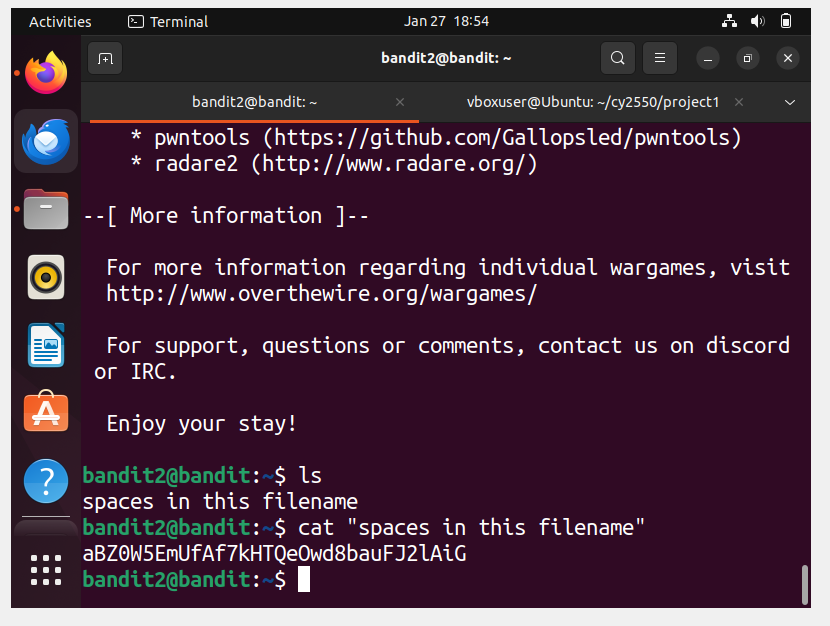 Activities Terminal Jan 27 18:54
bandit2@bandit: ~
bandit2@bandit: ~ × vboxuser@Ubuntu: ~/cy2550/project1 ×
* pwntools (https://github.com/Gallopsled/pwntools)
* radare2 (http://www.radare.org/)
--[ More information ]--
For more information regarding individual wargames, visit
http://www.overthewire.org/wargames/
For support, questions or comments, contact us on discord
or IRC.
Enjoy your stay!
bandit2@bandit:~$ ls
spaces in this filename
bandit2@bandit:~$ cat "spaces in this filename"
aBZ0W5EmUfAf7kHTQeOwd8bauFJ2lAiG
bandit2@bandit:~$